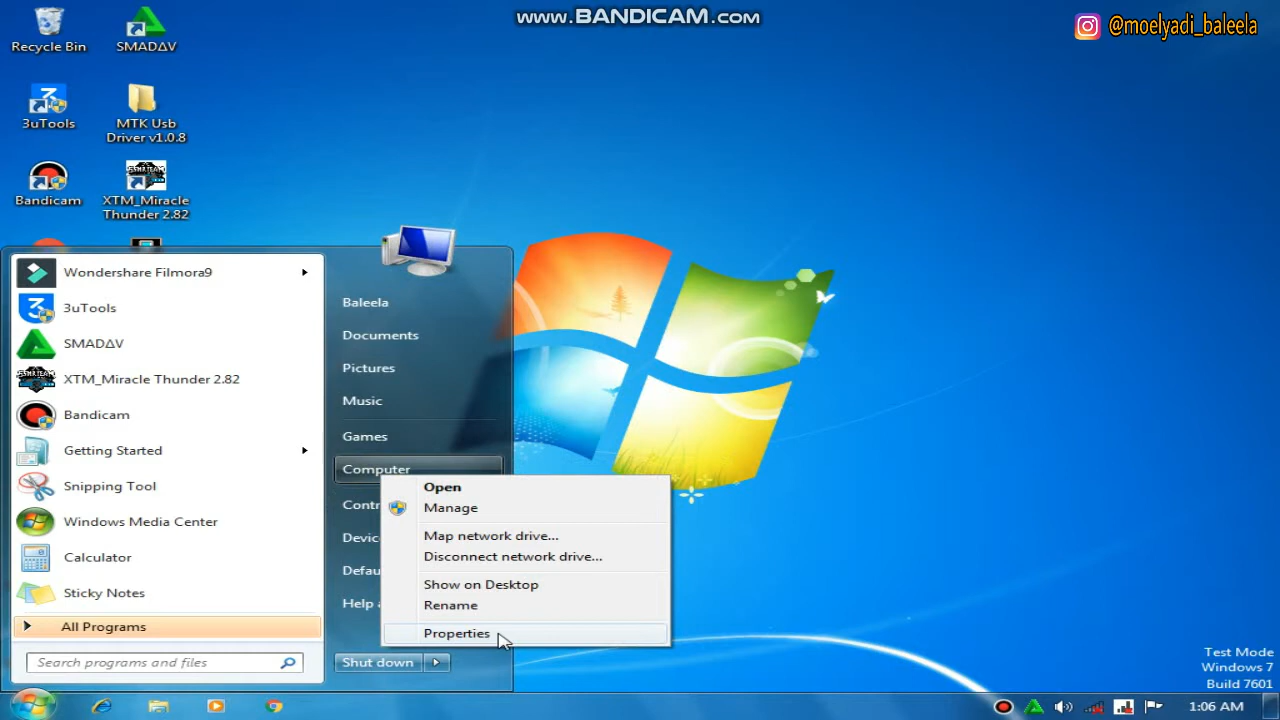 www.BANDICAM.com
@moelyadi_baleela
Recycle Bin
SMADΔV
3uTools
MTK Usb
Driver v1.0.8
Bandicam
XTM_Miracle
Thunder 2.82
Wondershare Filmora9
3uTools
SMADΔV
XTM_Miracle Thunder 2.82
Bandicam
Getting Started
Snipping Tool
Windows Media Center
Calculator
Sticky Notes
All Programs
Search programs and files
Baleela
Documents
Pictures
Music
Games
Computer
Contr
Device
Defau
Help a
Shut down
Open
Manage
Map network drive...
Disconnect network drive...
Show on Desktop
Rename
Properties
Test Mode
Windows 7
Build 7601
1:06 AM